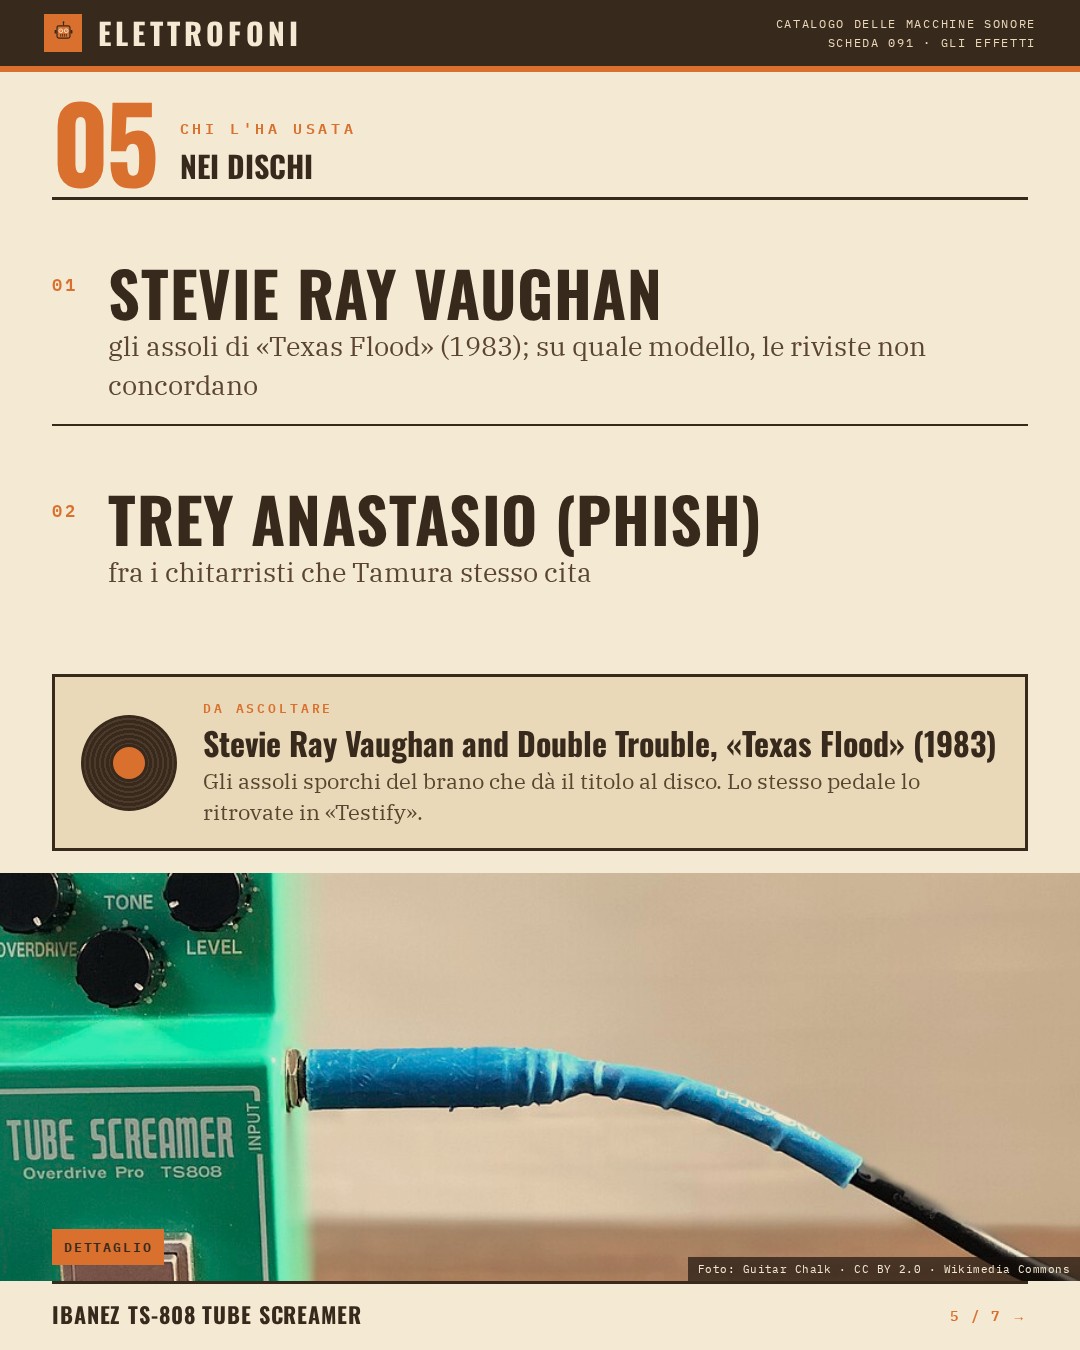 ELETTROFONI
CATALOGO DELLE MACCHINE SONORE
SCHEDA 091 · GLI EFFETTI
05
CHI L'HA USATA
NEI DISCHI
01
STEVIE RAY VAUGHAN
gli assoli di «Texas Flood» (1983); su quale modello, le riviste non
concordano
02
TREY ANASTASIO (PHISH)
fra i chitarristi che Tamura stesso cita
DA ASCOLTARE
Stevie Ray Vaughan and Double Trouble, «Texas Flood» (1983)
Gli assoli sporchi del brano che dà il titolo al disco. Lo stesso pedale lo
ritrovate in «Testify».
TONE
OVERDRIVE
LEVEL
INPUT
TUBE SCREAMER
Overdrive Pro TS808
DETTAGLIO
Foto: Guitar Chalk · CC BY 2.0 · Wikimedia Commons
IBANEZ TS-808 TUBE SCREAMER
5 / 7 →